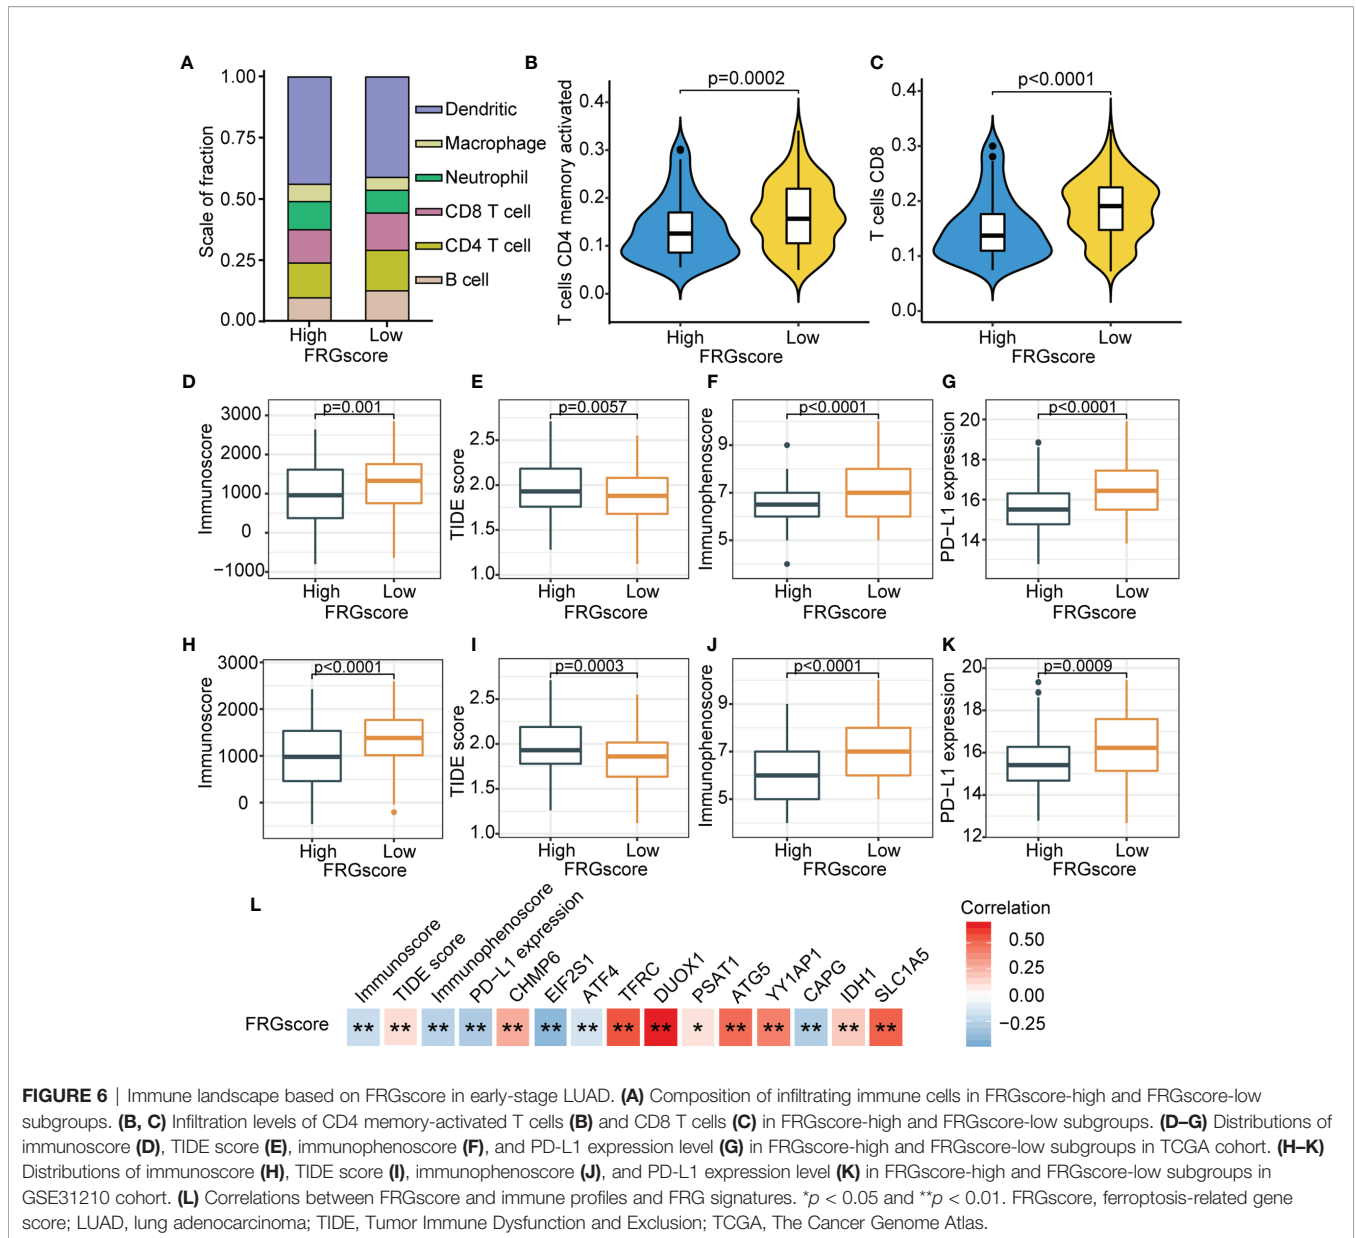 A
1.00
0.75
0.50
0.25
0.00
Scale of fraction
High
Low
FRGscore
Dendritic
Macrophage
Neutrophil
CD8 T cell
CD4 T cell
B cell
B
p=0.0002
0.4
0.3
0.2
0.1
0.0
T cells CD4 memory activated
High
Low
FRGscore
C
p<0.0001
0.4
0.3
0.2
0.1
0.0
T cells CD8
High
Low
FRGscore
D
p=0.001
3000
2000
1000
0
−1000
Immunoscore
High
Low
FRGscore
E
p=0.0057
2.5
2.0
1.5
1.0
TIDE score
High
Low
FRGscore
F
p<0.0001
9
7
5
Immunophenoscore
High
Low
FRGscore
G
p<0.0001
20
18
16
14
PD−L1 expression
High
Low
FRGscore
H
p<0.0001
3000
2000
1000
0
Immunoscore
High
Low
FRGscore
I
p=0.0003
2.5
2.0
1.5
1.0
TIDE score
High
Low
FRGscore
J
p<0.0001
9
7
5
Immunophenoscore
High
Low
FRGscore
K
p=0.0009
20
18
16
14
12
PD−L1 expression
High
Low
FRGscore
L
Immunoscore
TIDE score
Immunophenoscore
PD−L1 expression
CHMP6
EIF2S1
ATF4
TFRC
DUOX1
PSAT1
ATG5
YY1AP1
CAPG
IDH1
SLC1A5
FRGscore ** ** ** ** ** ** ** ** ** * ** ** ** ** **
Correlation
0.50
0.25
0.00
−0.25
FIGURE 6 | Immune landscape based on FRGscore in early-stage LUAD. (A) Composition of infiltrating immune cells in FRGscore-high and FRGscore-low
subgroups. (B, C) Infiltration levels of CD4 memory-activated T cells (B) and CD8 T cells (C) in FRGscore-high and FRGscore-low subgroups. (D–G) Distributions of
immunoscore (D), TIDE score (E), immunophenoscore (F), and PD-L1 expression level (G) in FRGscore-high and FRGscore-low subgroups in TCGA cohort. (H–K)
Distributions of immunoscore (H), TIDE score (I), immunophenoscore (J), and PD-L1 expression level (K) in FRGscore-high and FRGscore-low subgroups in
GSE31210 cohort. (L) Correlations between FRGscore and immune profiles and FRG signatures. *p < 0.05 and **p < 0.01. FRGscore, ferroptosis-related gene
score; LUAD, lung adenocarcinoma; TIDE, Tumor Immune Dysfunction and Exclusion; TCGA, The Cancer Genome Atlas.